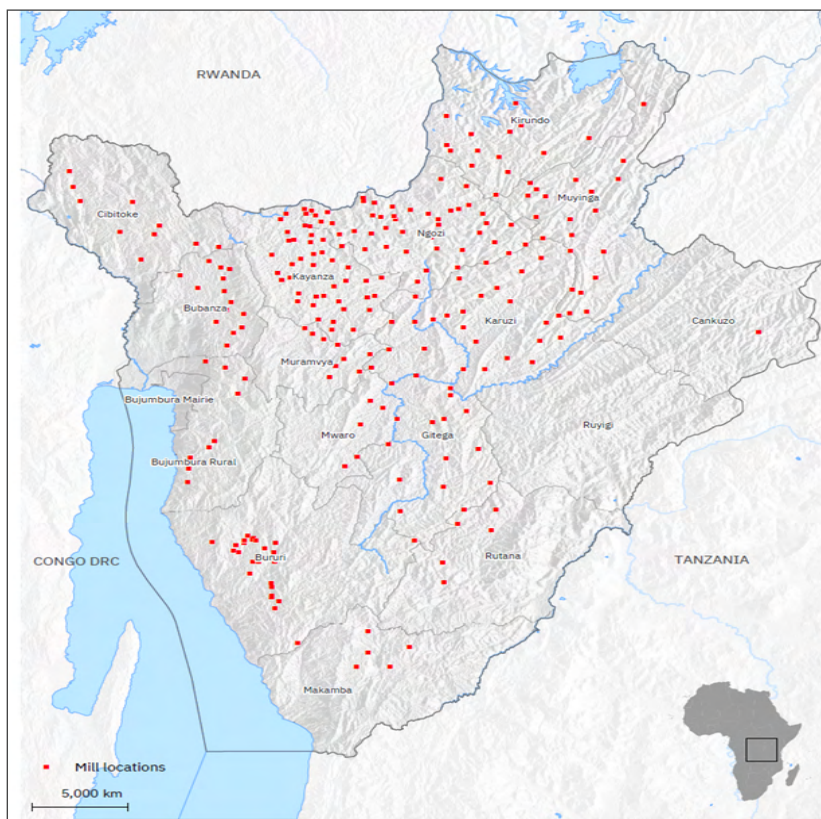 RWANDA
Kirundo
Muyinga
Cibitoke
Ngozi
Kayanza
Bubanza
Karuzi
Cankuzo
Muramvya
Bujumbura Mairie
Ruyigi
Mwaro
Gitega
Bujumbura Rural
CONGO DRC
Bururi
Rutana
TANZANIA
Makamba
Mill locations
5,000 km